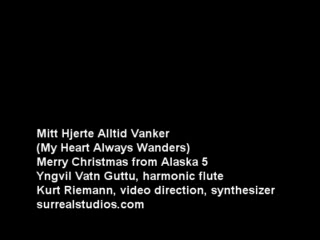 Mitt Hjerte Alltid Vanker
(My Heart Always Wanders)
Merry Christmas from Alaska 5
Yngvil Vatn Guttu, harmonic flute
Kurt Riemann, video direction, synthesizer
surrealstudios.com